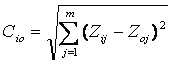 C_{io} = \sqrt{\sum_{j=1}^{m} (Z_{ij} - Z_{oj})^2}